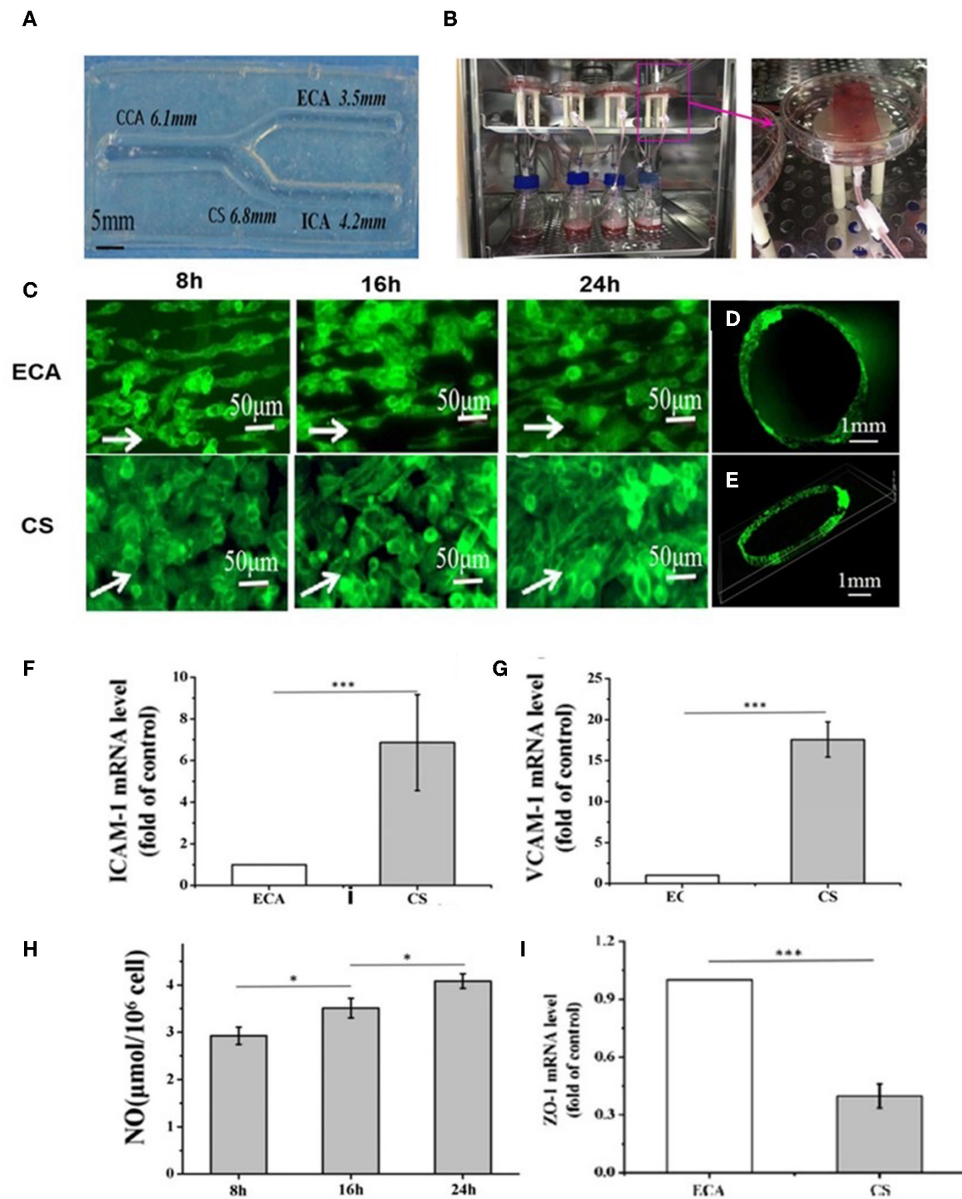 A
B
CCA 6.1mm
ECA 3.5mm
5mm
CS 6.8mm
ICA 4.2mm
C
8h
16h
24h
ECA
50μm
50μm
50μm
D
1mm
CS
50μm
50μm
50μm
E
1mm
F
ICAM-1 mRNA level
(fold of control)
10
8
6
4
2
0
***
ECA
i
CS
G
VCAM-1 mRNA level
(fold of control)
25
20
15
10
5
0
***
EC
CS
H
NO(μmol/10⁶ cell)
4
3
2
1
0
*
*
8h
16h
24h
I
ZO-1 mRNA level
(fold of control)
1.2
0.9
0.6
0.3
0.0
***
ECA
CS